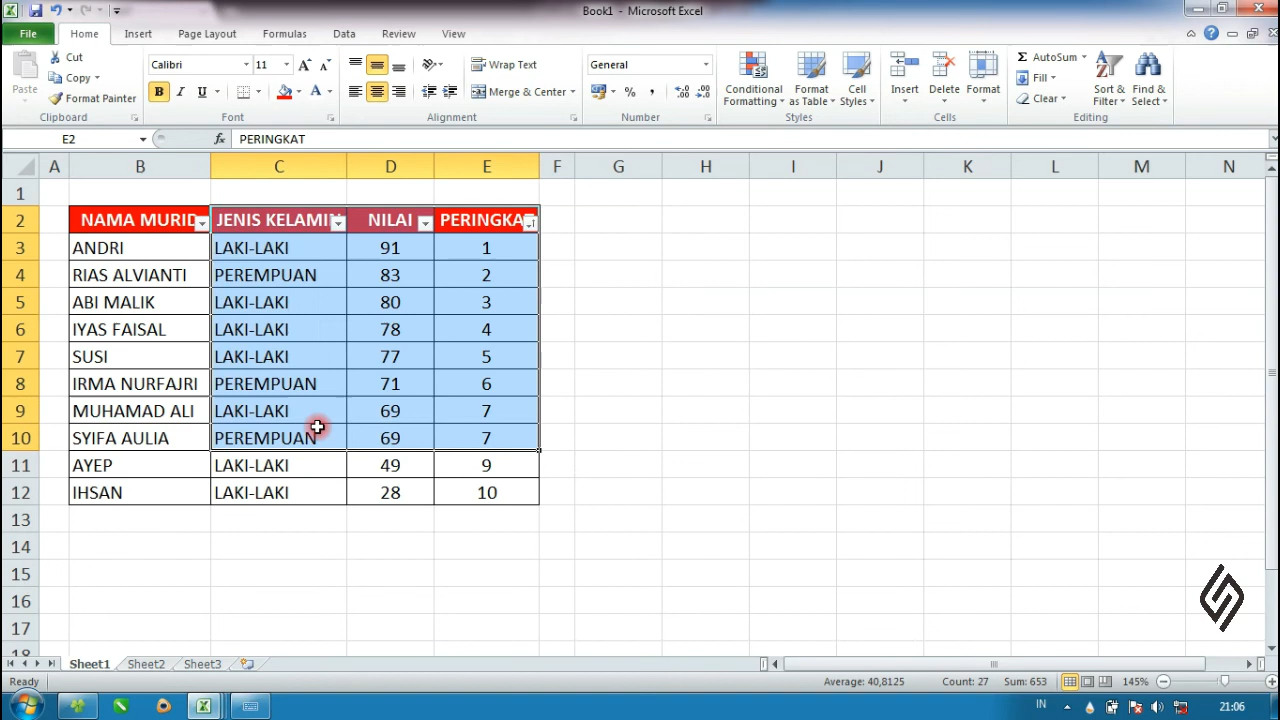 Book1 - Microsoft Excel
File Home Insert Page Layout Formulas Data Review View
Paste
Cut
Copy
Format Painter
Clipboard
Calibri 11
B I U
Font
Wrap Text
Merge & Center
Alignment
General
% ,
Number
Conditional Formatting
Format as Table
Cell Styles
Styles
Insert
Delete
Format
Cells
AutoSum
Fill
Clear
Sort & Filter
Find & Select
Editing
E2 fx PERINGKAT
A B C D E F G H I J K L M N
1
2 NAMA MURID JENIS KELAMIN NILAI PERINGKAT
3 ANDRI LAKI-LAKI 91 1
4 RIAS ALVIANTI PEREMPUAN 83 2
5 ABI MALIK LAKI-LAKI 80 3
6 IYAS FAISAL LAKI-LAKI 78 4
7 SUSI LAKI-LAKI 77 5
8 IRMA NURFAJRI PEREMPUAN 71 6
9 MUHAMAD ALI LAKI-LAKI 69 7
10 SYIFA AULIA PEREMPUAN 69 7
11 AYEP LAKI-LAKI 49 9
12 IHSAN LAKI-LAKI 28 10
13
14
15
16
17
18
Sheet1 Sheet2 Sheet3
Ready Average: 40,8125 Count: 27 Sum: 653 145%
IN 21:06